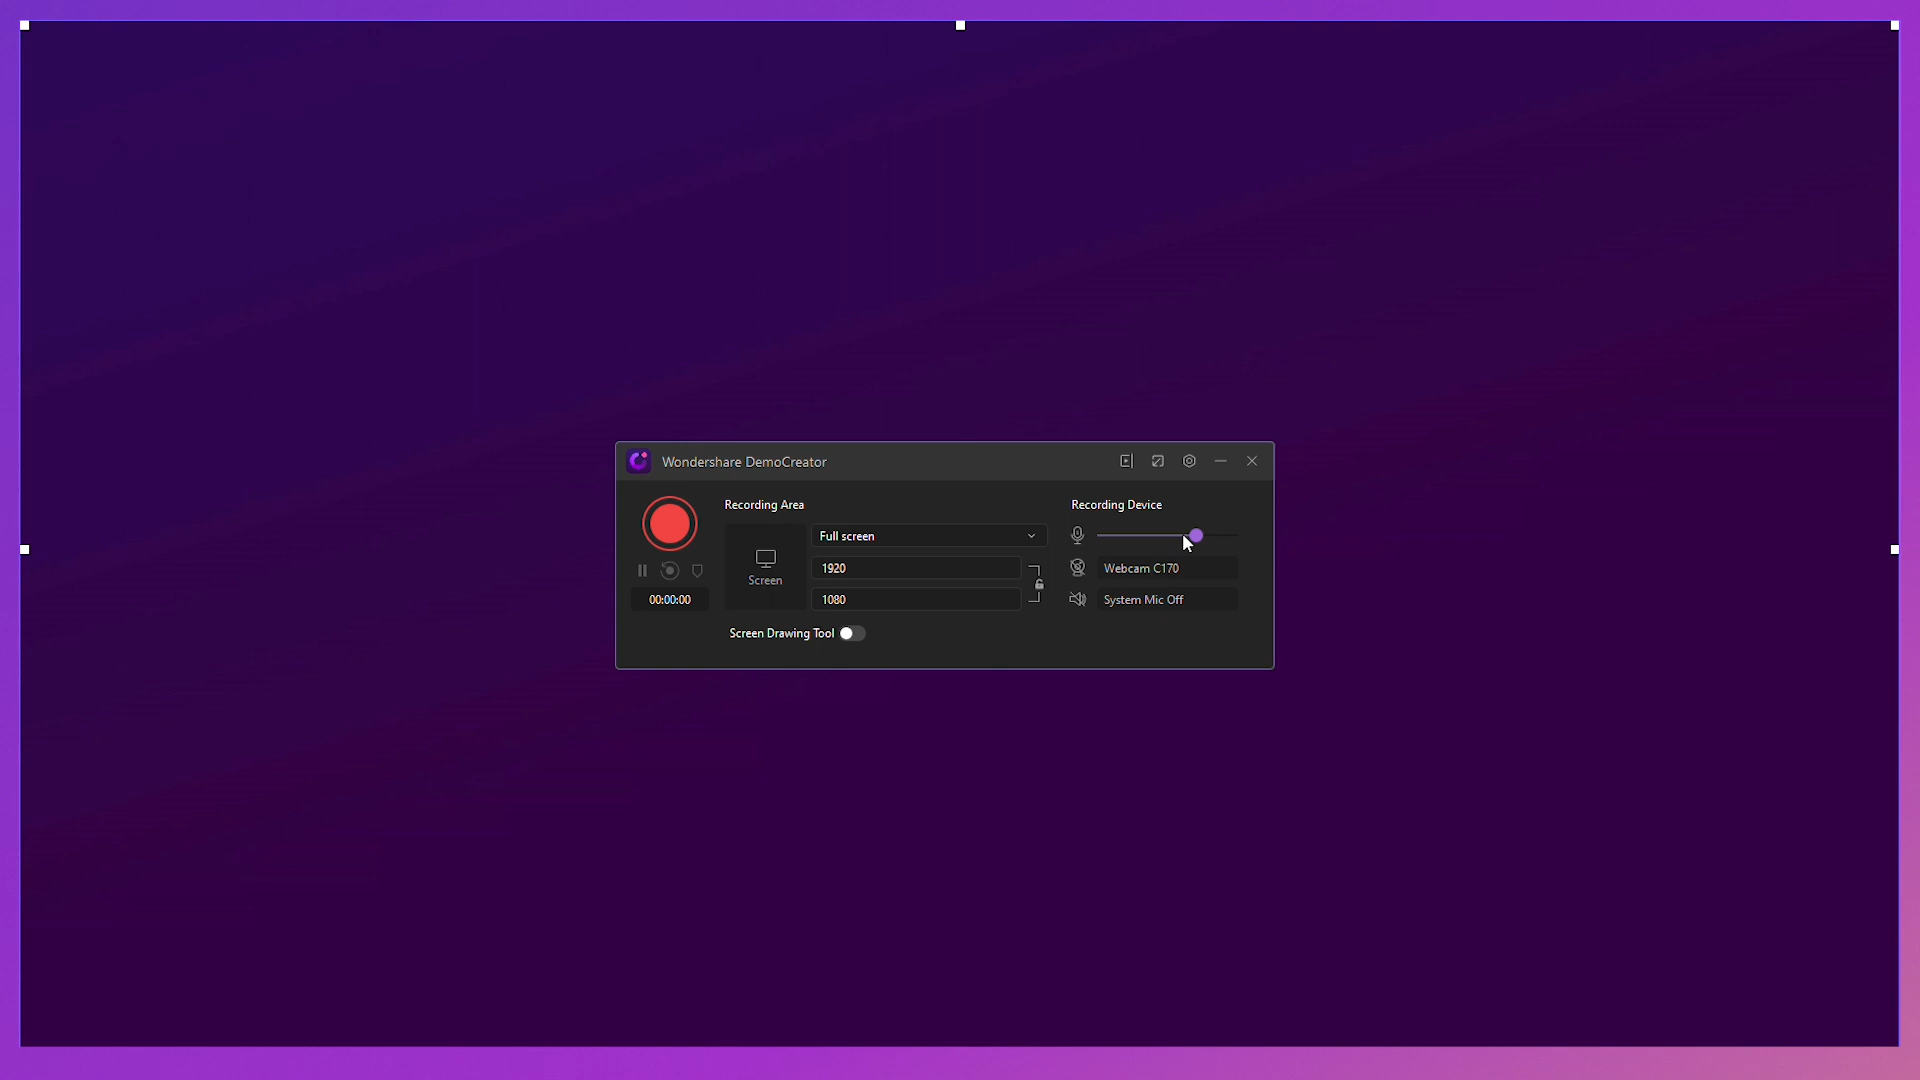 Wondershare DemoCreator
Recording Area
Recording Device
Full screen
Screen
1920
Webcam C170
1080
System Mic Off
00:00:00
Screen Drawing Tool